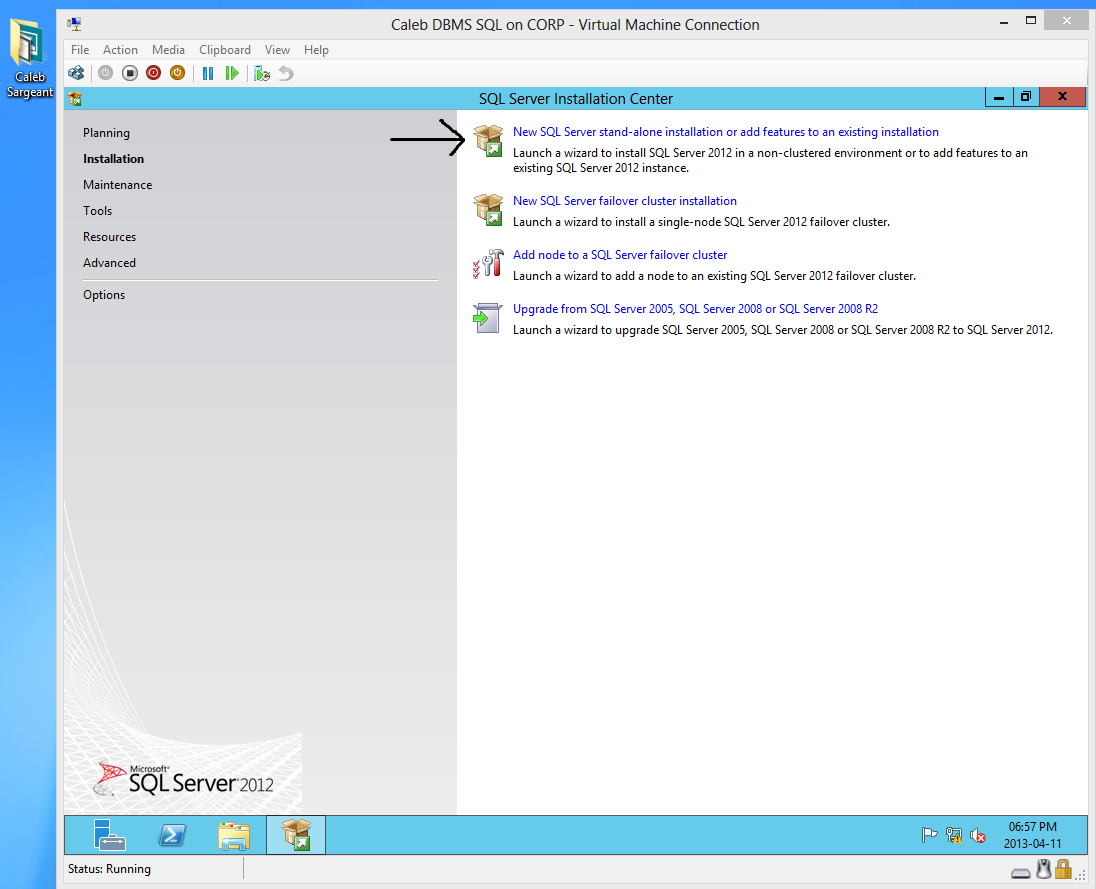 Caleb DBMS SQL on CORP - Virtual Machine Connection
Caleb
Sargeant
File Action Media Clipboard View Help
SQL Server Installation Center
Planning
Installation
Maintenance
Tools
Resources
Advanced
Options
New SQL Server stand-alone installation or add features to an existing installation
Launch a wizard to install SQL Server 2012 in a non-clustered environment or to add features to an
existing SQL Server 2012 instance.
New SQL Server failover cluster installation
Launch a wizard to install a single-node SQL Server 2012 failover cluster.
Add node to a SQL Server failover cluster
Launch a wizard to add a node to an existing SQL Server 2012 failover cluster.
Upgrade from SQL Server 2005, SQL Server 2008 or SQL Server 2008 R2
Launch a wizard to upgrade SQL Server 2005, SQL Server 2008 or SQL Server 2008 R2 to SQL Server 2012.
Microsoft®
SQL Server® 2012
06:57 PM
2013-04-11
Status: Running